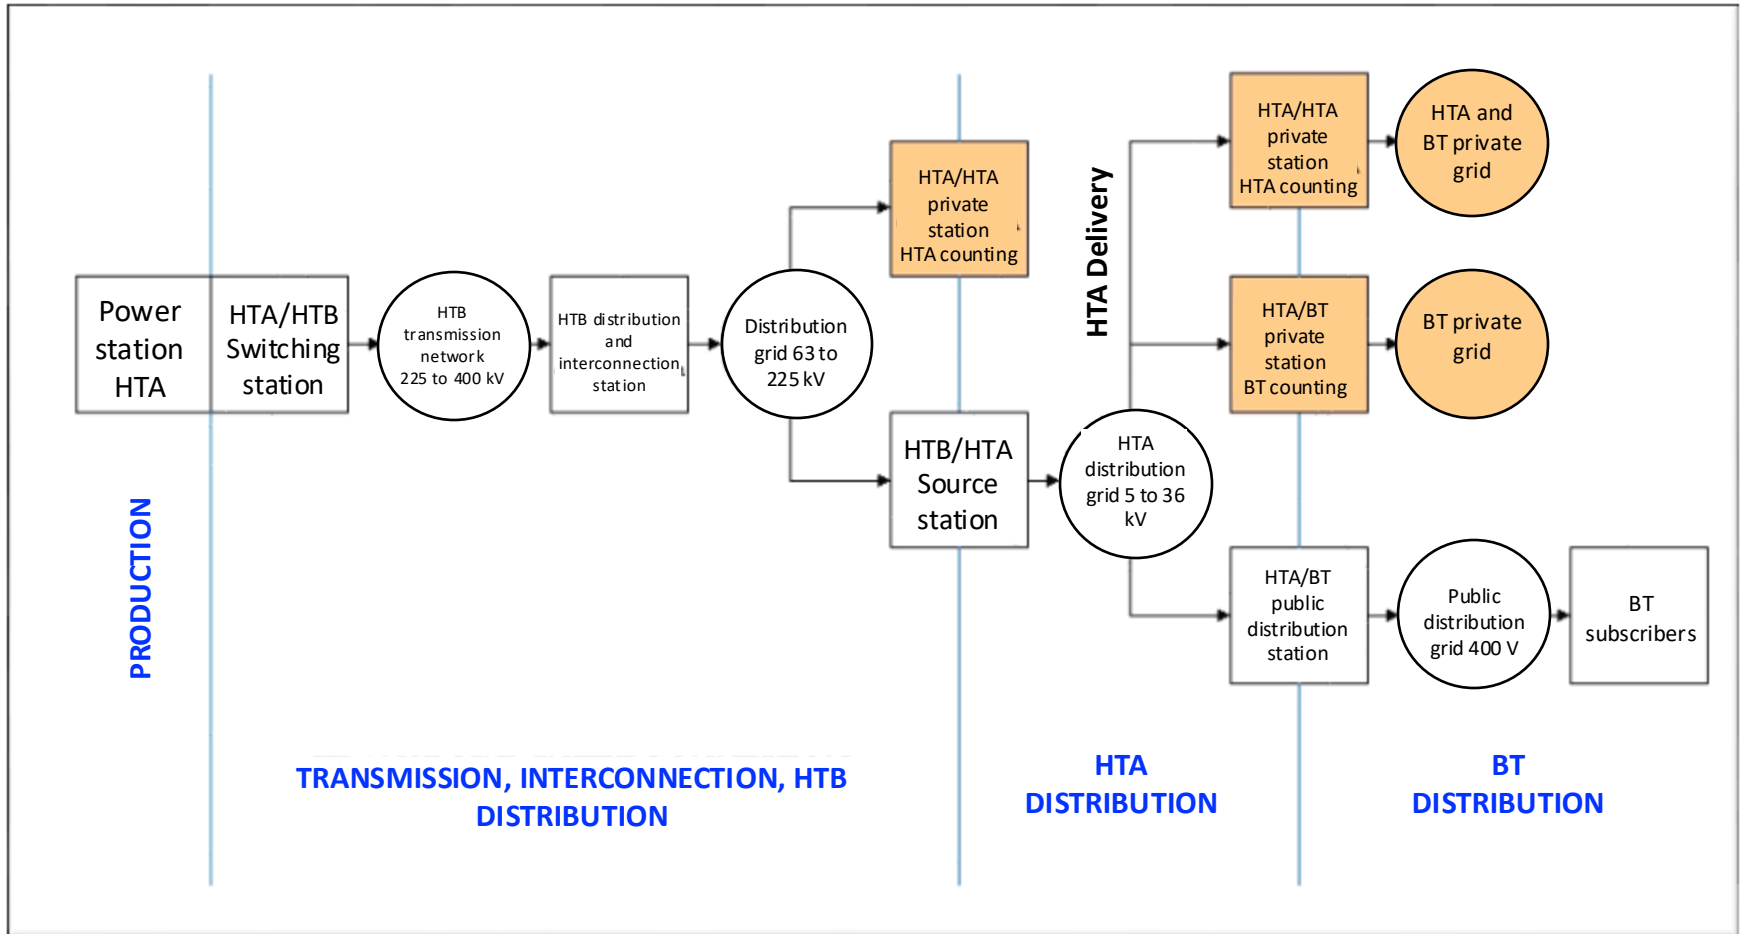 Power
station
HTA
HTA/HTB
Switching
station
HTB
transmission
network
225 to 400 kV
HTB distribution
and
interconnection
station
Distribution
grid 63 to
225 kV
HTA/HTA
private
station
HTA counting
HTB/HTA
Source
station
HTA
distribution
grid 5 to 36
kV
HTA Delivery
HTA/HTA
private
station
HTA counting
HTA and
BT private
grid
HTA/BT
private
station
BT counting
BT private
grid
HTA/BT
public
distribution
station
Public
distribution
grid 400 V
BT
subscribers
PRODUCTION
TRANSMISSION, INTERCONNECTION, HTB
DISTRIBUTION
HTA
DISTRIBUTION
BT
DISTRIBUTION